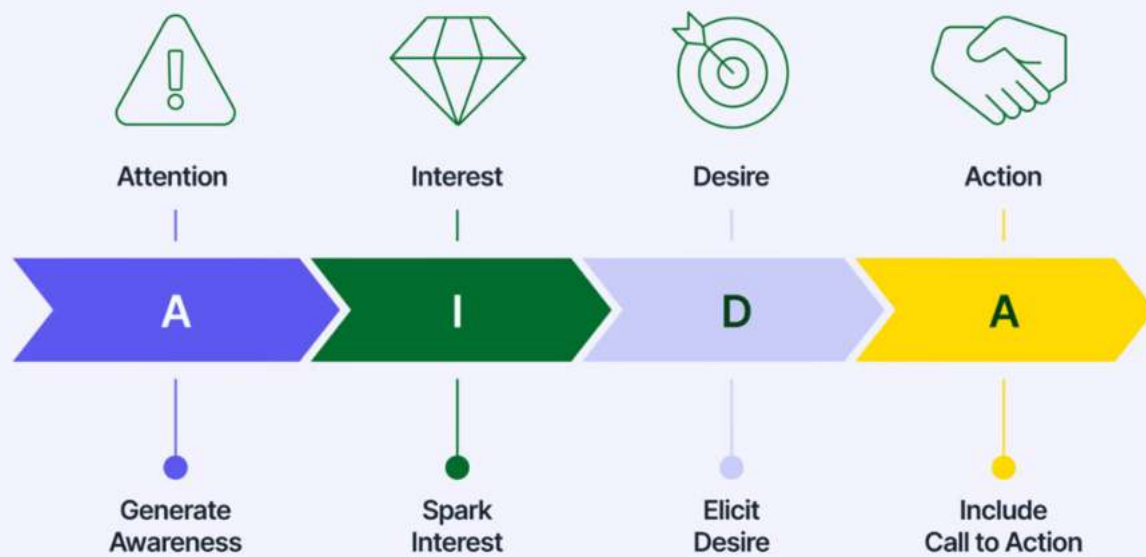 Attention
Interest
Desire
Action
A
I
D
A
Generate
Awareness
Spark
Interest
Elicit
Desire
Include
Call to Action